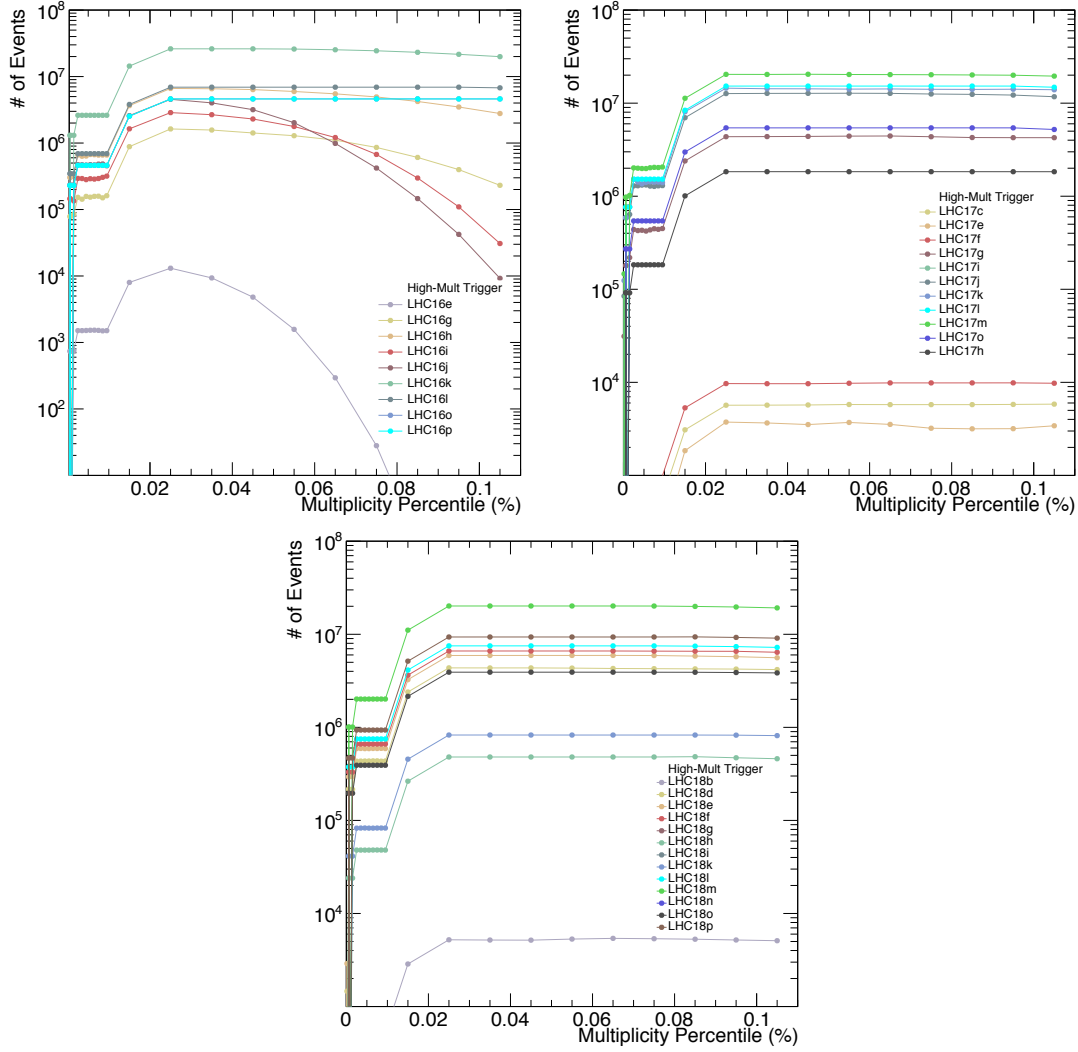 # of Events
10^8
10^7
10^6
10^5
10^4
10^3
10^2
High-Mult Trigger
LHC16e
LHC16g
LHC16h
LHC16i
LHC16j
LHC16k
LHC16l
LHC16o
LHC16p
0.02 0.04 0.06 0.08 0.1
Multiplicity Percentile (%)
# of Events
10^8
10^7
10^6
10^5
10^4
High-Mult Trigger
LHC17c
LHC17e
LHC17f
LHC17g
LHC17i
LHC17j
LHC17k
LHC17l
LHC17m
LHC17o
LHC17h
0 0.02 0.04 0.06 0.08 0.1
Multiplicity Percentile (%)
# of Events
10^8
10^7
10^6
10^5
10^4
High-Mult Trigger
LHC18b
LHC18d
LHC18e
LHC18f
LHC18g
LHC18h
LHC18i
LHC18k
LHC18l
LHC18m
LHC18n
LHC18o
LHC18p
0 0.02 0.04 0.06 0.08 0.1
Multiplicity Percentile (%)